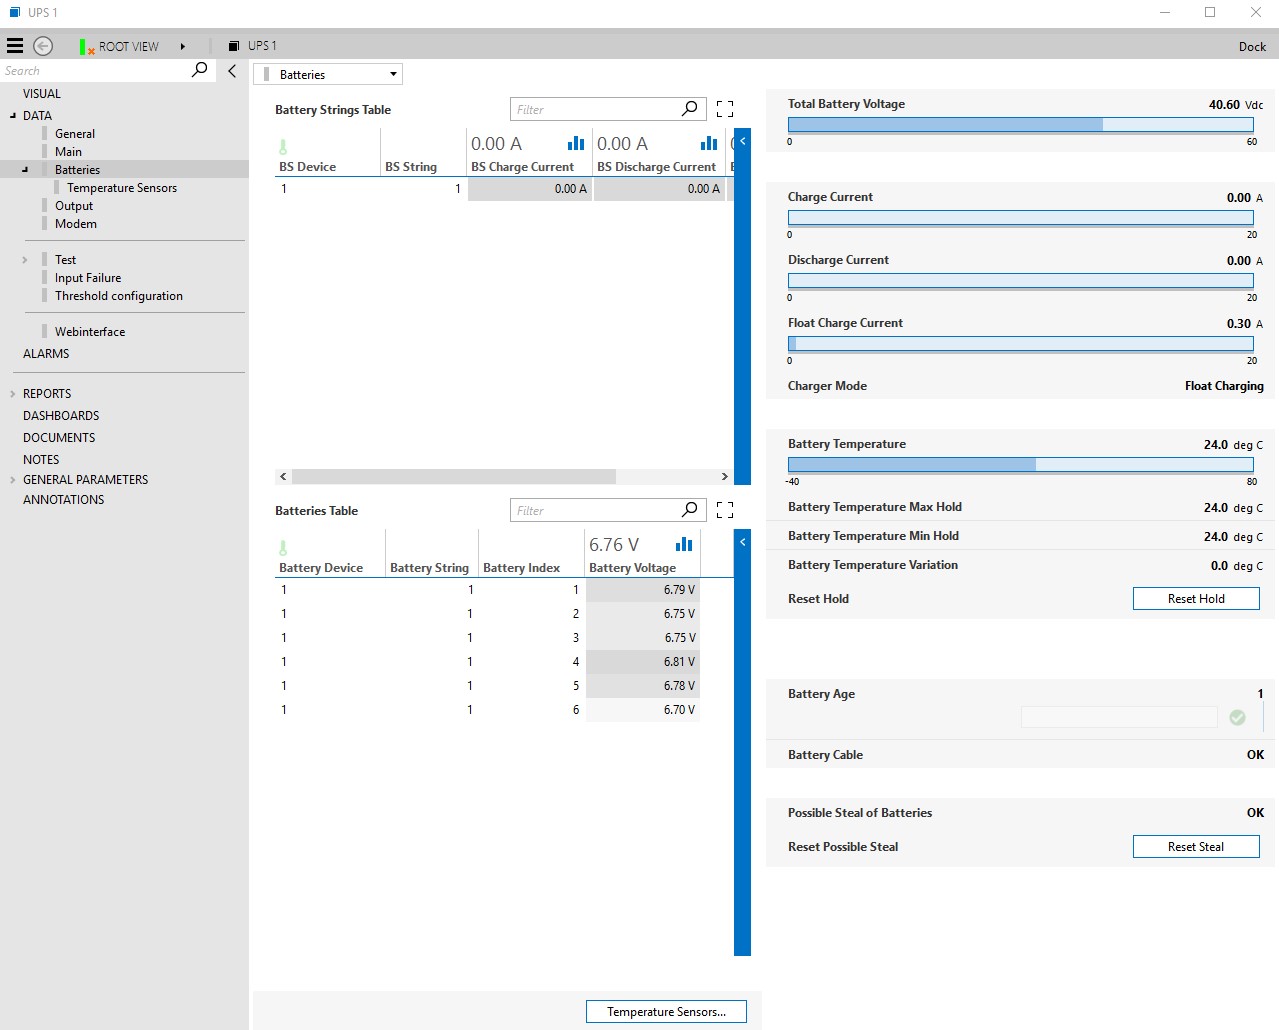 UPS 1
ROOT VIEW
UPS 1
Dock
Search
VISUAL
DATA
General
Main
Batteries
Temperature Sensors
Output
Modem
Test
Input Failure
Threshold configuration
Webinterface
ALARMS
REPORTS
DASHBOARDS
DOCUMENTS
NOTES
GENERAL PARAMETERS
ANNOTATIONS
Batteries
Battery Strings Table
Filter
0.00 A 0.00 A
BS Device BS String BS Charge Current BS Discharge Current
1 1 0.00 A 0.00 A
Batteries Table
Filter
6.76 V
Battery Device Battery String Battery Index Battery Voltage
1 1 1 6.79 V
1 1 2 6.75 V
1 1 3 6.75 V
1 1 4 6.81 V
1 1 5 6.78 V
1 1 6 6.70 V
Temperature Sensors...
Total Battery Voltage 40.60 Vdc
0 60
Charge Current 0.00 A
0 20
Discharge Current 0.00 A
0 20
Float Charge Current 0.30 A
0 20
Charger Mode Float Charging
Battery Temperature 24.0 deg C
-40 80
Battery Temperature Max Hold 24.0 deg C
Battery Temperature Min Hold 24.0 deg C
Battery Temperature Variation 0.0 deg C
Reset Hold Reset Hold
Battery Age 1
Battery Cable OK
Possible Steal of Batteries OK
Reset Possible Steal Reset Steal